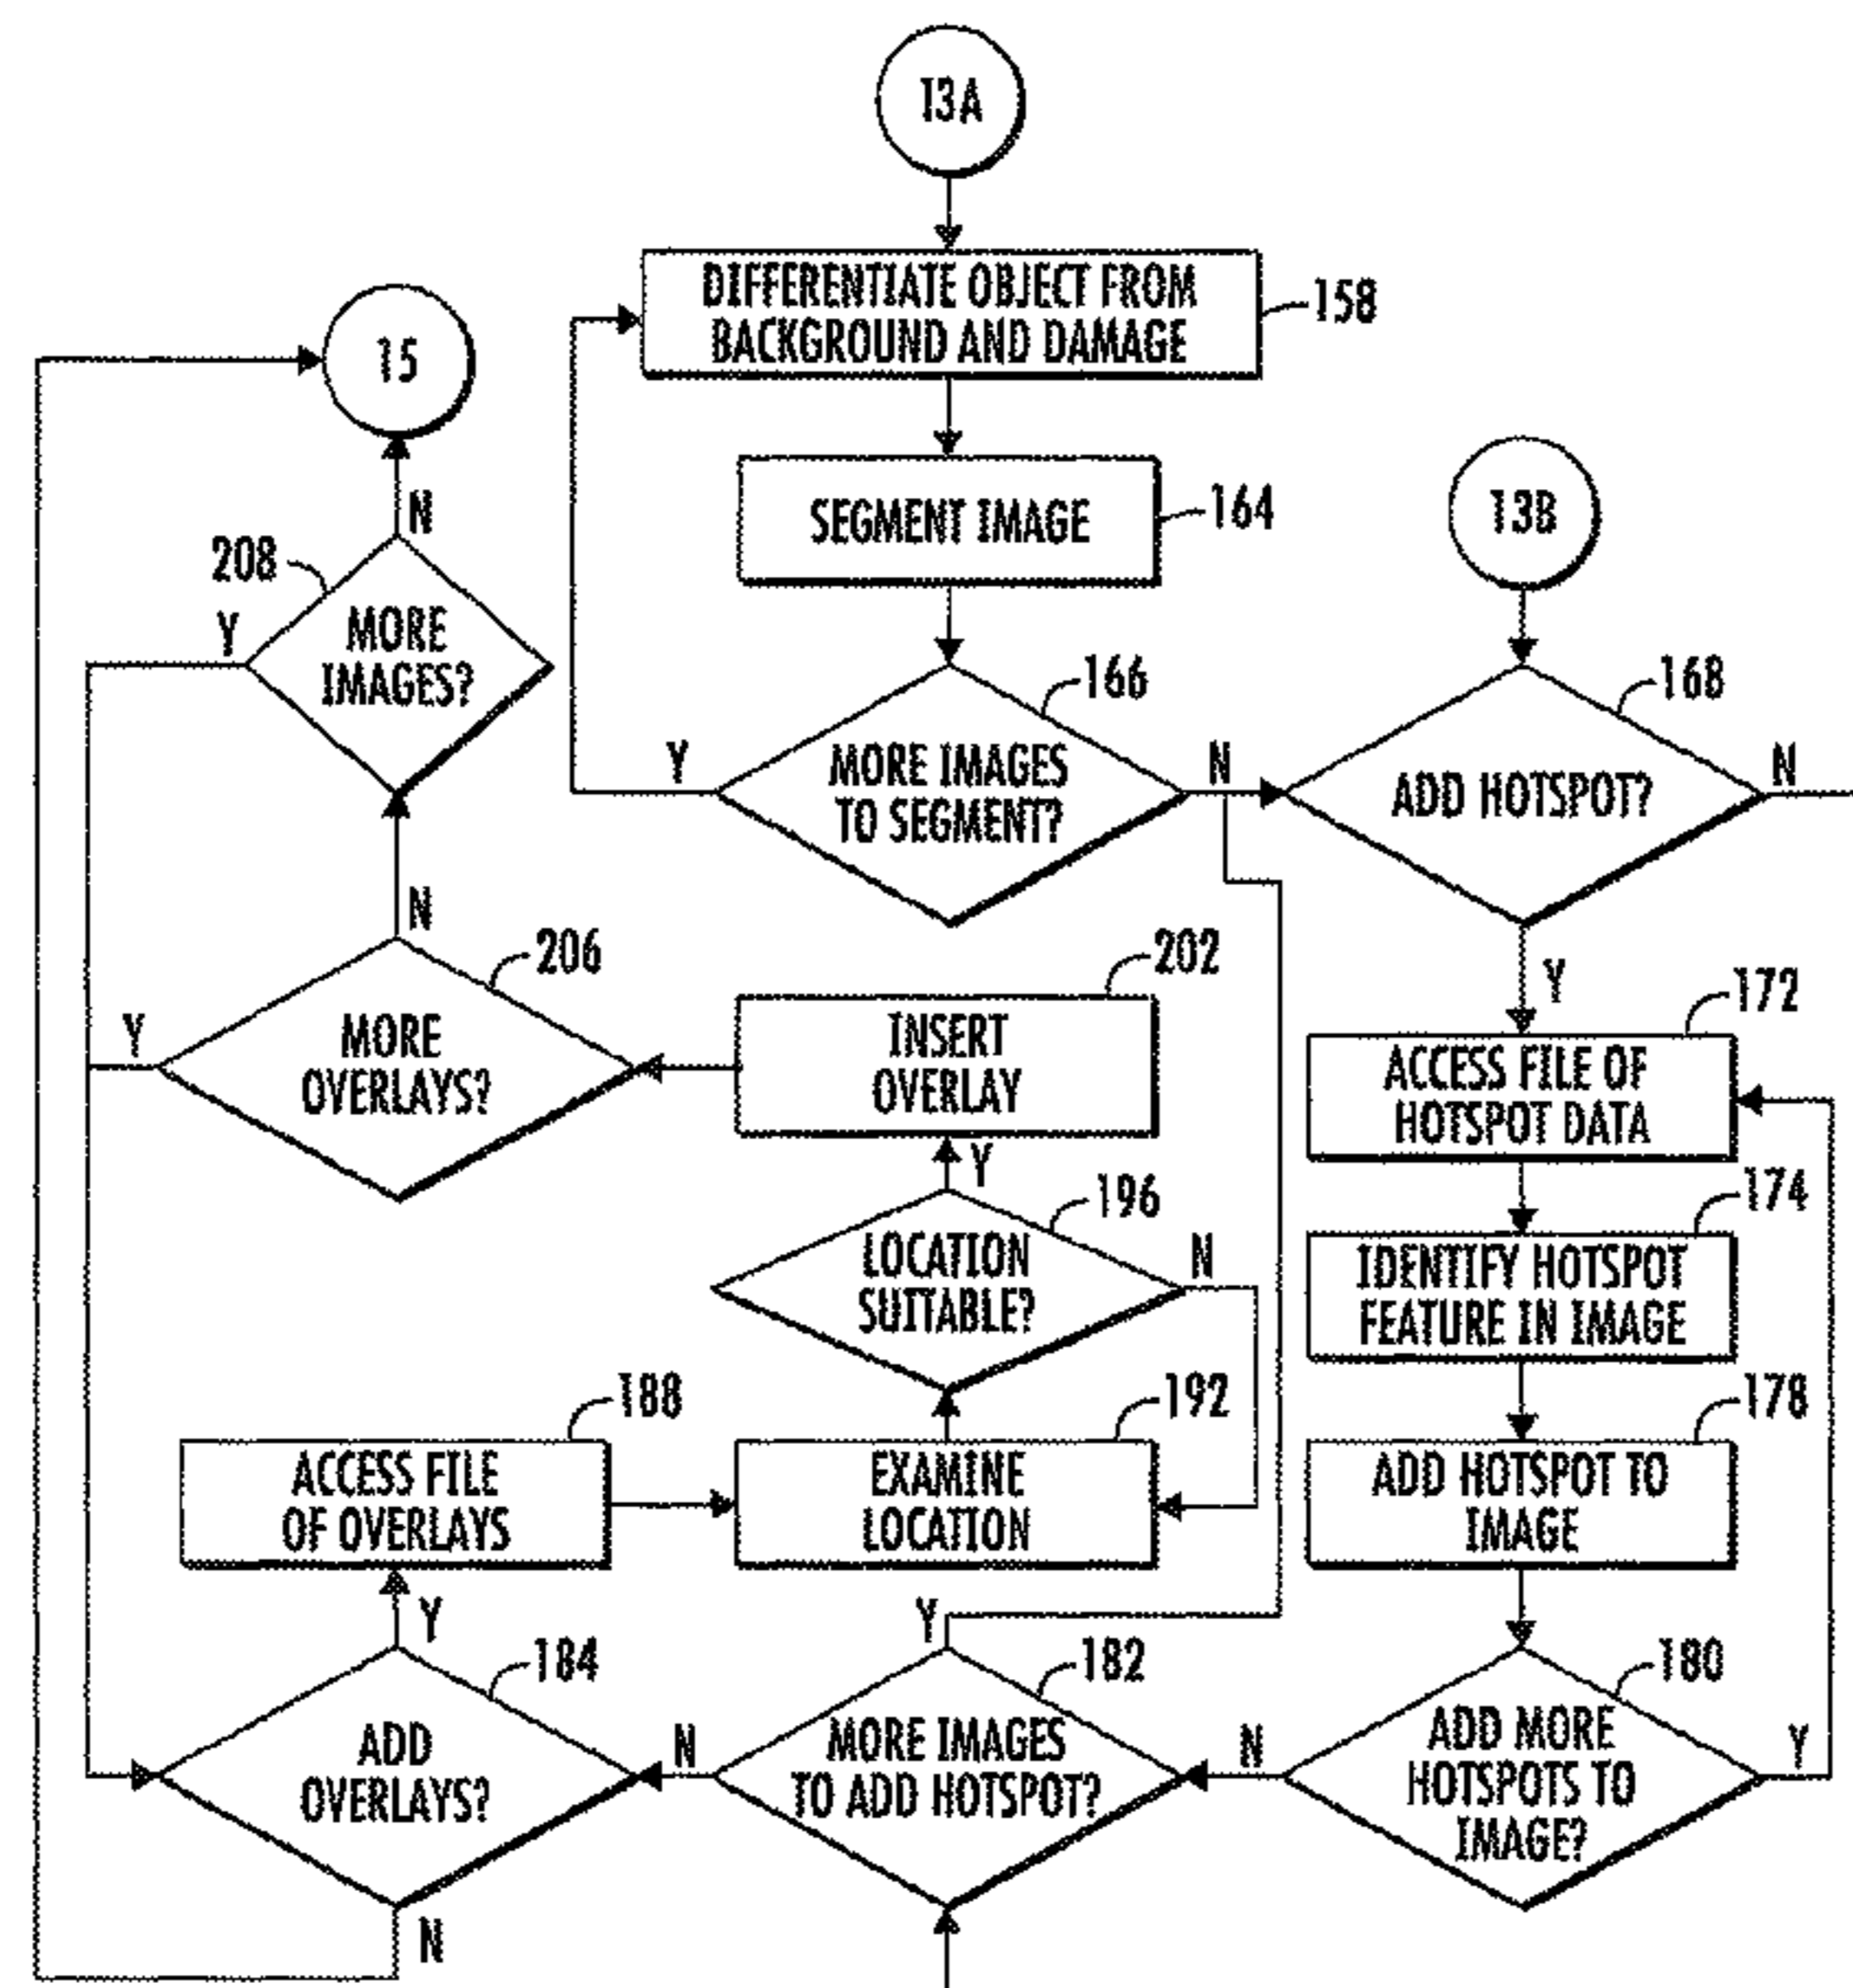 13A
DIFFERENTIATE OBJECT FROM
BACKGROUND AND DAMAGE
158
15
SEGMENT IMAGE
164
13B
N
208
Y
MORE
IMAGES?
166
Y
MORE IMAGES
TO SEGMENT?
N
168
ADD HOTSPOT?
N
N
206
Y
MORE
OVERLAYS?
202
INSERT
OVERLAY
Y
172
ACCESS FILE OF
HOTSPOT DATA
Y
196
LOCATION
SUITABLE?
N
174
IDENTIFY HOTSPOT
FEATURE IN IMAGE
188
ACCESS FILE
OF OVERLAYS
192
EXAMINE
LOCATION
178
ADD HOTSPOT TO
IMAGE
Y
184
ADD
OVERLAYS?
N
Y
182
MORE IMAGES
TO ADD HOTSPOT?
N
180
ADD MORE
HOTSPOTS TO
IMAGE?
Y
N